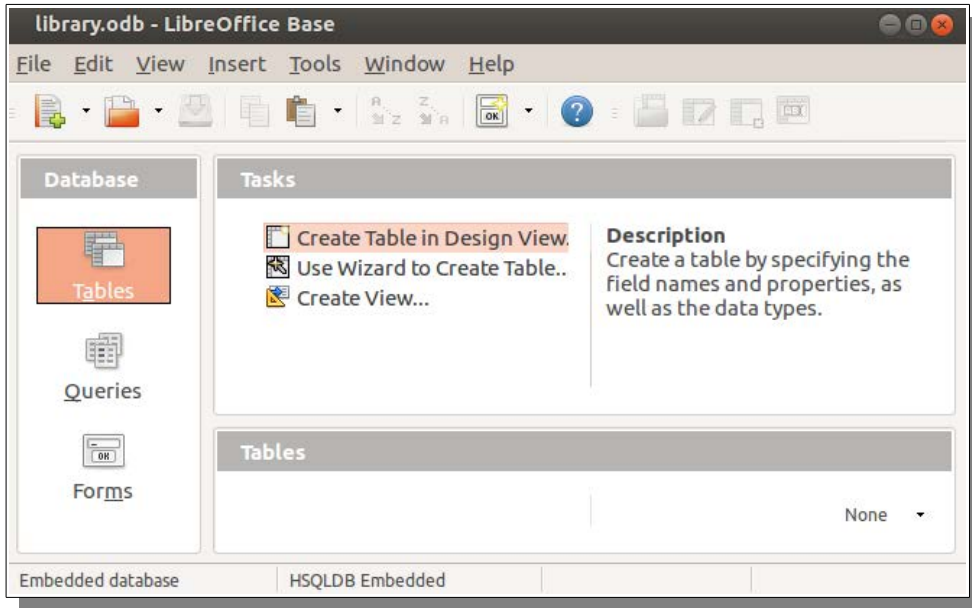 library.odb - LibreOffice Base
File Edit View Insert Tools Window Help
Database
Tables
Queries
Forms
Tasks
Create Table in Design View.
Use Wizard to Create Table..
Create View...
Description
Create a table by specifying the
field names and properties, as
well as the data types.
Tables
None
Embedded database
HSQLDB Embedded